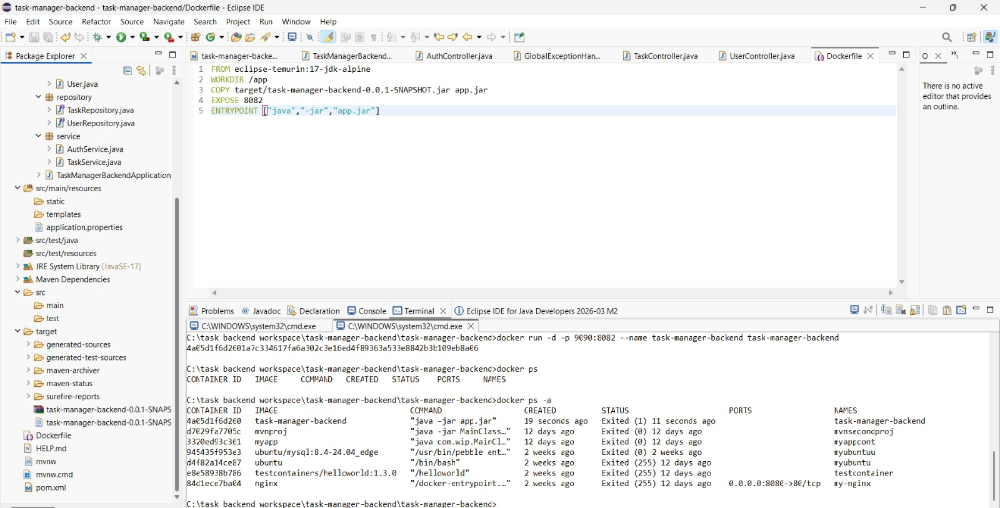 task-manager-backend - task-manager-backend/Dockerfile - Eclipse IDE
File Edit Source Refactor Source Navigate Search Project Run Window Help
Package Explorer
User.java
repository
TaskRepository.java
UserRepository.java
service
AuthService.java
TaskService.java
TaskManagerBackendApplication
src/main/resources
static
templates
application.properties
src/test/java
src/test/resources
JRE System Library [JavaSE-17]
Maven Dependencies
src
main
test
target
generated-sources
generated-test-sources
maven-archiver
maven-status
surefire-reports
task-manager-backend-0.0.1-SNAPS
task-manager-backend-0.0.1-SNAPS
Dockerfile
HELP.md
mvnw
mvnw.cmd
pom.xml
task-manager-backe... TaskManagerBackend... AuthController.java GlobalExceptionHan... TaskController.java UserController.java Dockerfile
1 FROM eclipse-temurin:17-jdk-alpine
2 WORKDIR /app
3 COPY target/task-manager-backend-0.0.1-SNAPSHOT.jar app.jar
4 EXPOSE 8082
5 ENTRYPOINT ["java","-jar","app.jar"]
O
There is no active
editor that provides
an outline.
Problems Javadoc Declaration Console Terminal Eclipse IDE for Java Developers 2026-03 M2
C:\WINDOWS\system32\cmd.exe C:\WINDOWS\system32\cmd.exe
C:\task backend workspace\task-manager-backend\task-manager-backend>docker run -d -p 9090:8082 --name task-manager-backend task-manager-backend
4a05d1f6d2601a7c334617fa6a302c3e16ed4f89363a533e8842b3b109eb8a06
C:\task backend workspace\task-manager-backend\task-manager-backend>docker ps
CONTAINER ID IMAGE COMMAND CREATED STATUS PORTS NAMES
C:\task backend workspace\task-manager-backend\task-manager-backend>docker ps -a
CONTAINER ID IMAGE COMMAND CREATED STATUS PORTS NAMES
4a05d1f6d260 task-manager-backend "java -jar app.jar" 19 seconds ago Exited (1) 11 seconds ago task-manager-backend
d7029fa7705c mvnproj "java -jar MainClass…" 12 days ago Exited (0) 12 days ago mvnsecondproj
3320ed93c361 myapp "java com.wip.MainCl…" 12 days ago Exited (0) 12 days ago myappcont
945435f953e3 ubuntu/mysql:8.4-24.04_edge "/usr/bin/pebble ent…" 2 weeks ago Exited (0) 2 weeks ago myubuntuu
d4f82a14ce87 ubuntu "/bin/bash" 2 weeks ago Exited (255) 12 days ago myubuntu
e8e58938b786 testcontainers/helloworld:1.3.0 "/helloworld" 2 weeks ago Exited (255) 12 days ago testcontainer
84d1ece7ba04 nginx "/docker-entrypoint.…" 2 weeks ago Exited (255) 12 days ago 0.0.0.0:8080->80/tcp my-nginx
C:\task backend workspace\task-manager-backend\task-manager-backend>